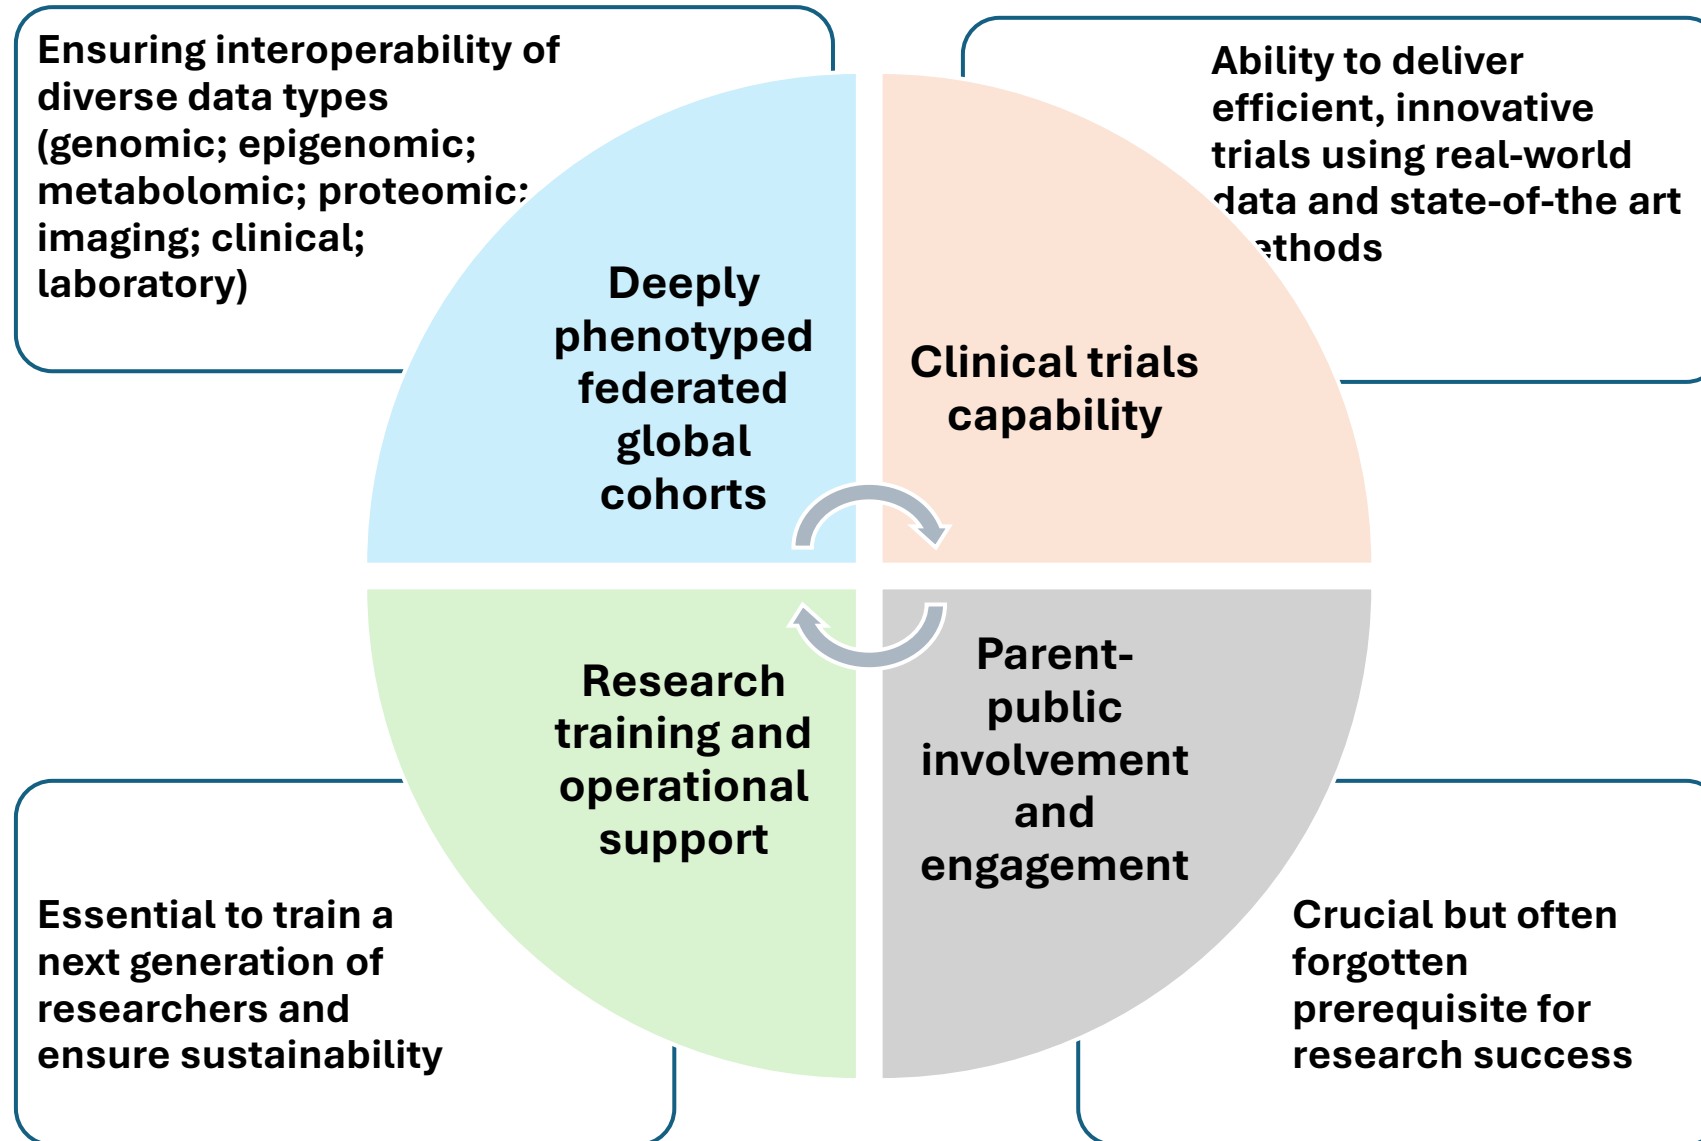 Ensuring interoperability of
diverse data types
(genomic; epigenomic;
metabolomic; proteomic;
imaging; clinical;
laboratory)
Ability to deliver
efficient, innovative
trials using real-world
data and state-of-the art
ethods
Deeply
phenotyped
federated
global
cohorts
Clinical trials
capability
Research
training and
operational
support
Parent-
public
involvement
and
engagement
Essential to train a
next generation of
researchers and
ensure sustainability
Crucial but often
forgotten
prerequisite for
research success